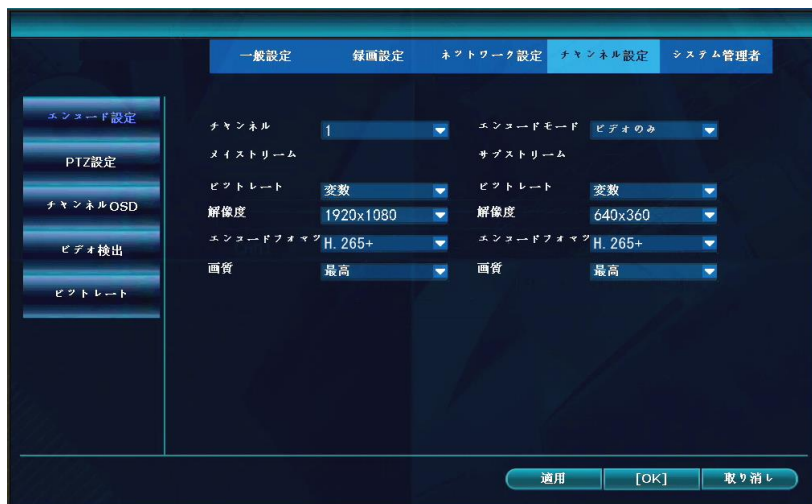 一般設定 録画設定 ネットワーク設定 チャンネル設定 システム管理者
エンコード設定
PTZ設定
チャンネルOSD
ビデオ検出
ビットレート
チャンネル 1 エンコードモード ビデオのみ
メイストリーム サブストリーム
ビットレート 変数 ビットレート 変数
解像度 1920x1080 解像度 640x360
エンコードフォマツ H. 265+ エンコードフォマツ H. 265+
画質 最高 画質 最高
適用 [OK] 取り消し